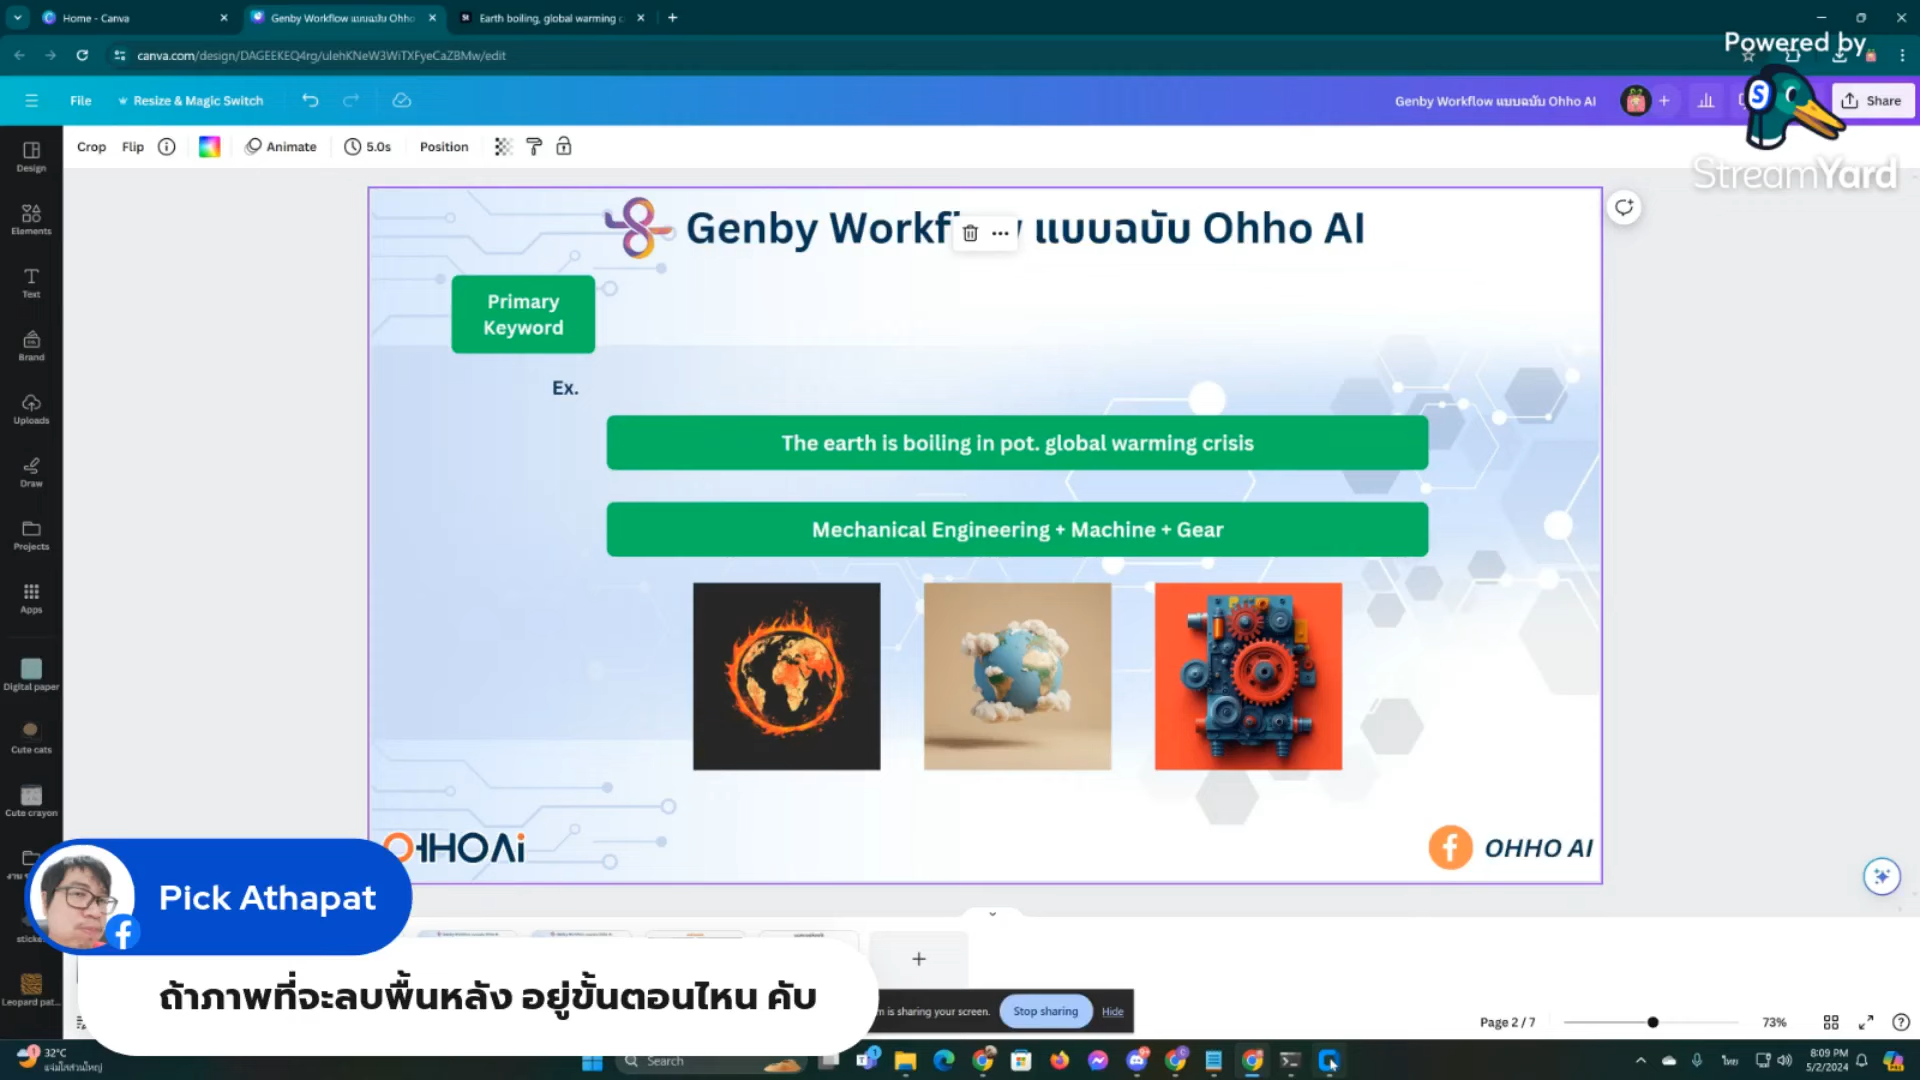 Home - Canva
Genby Workflow แบบฉบับ Ohho
Earth boiling, global warming c
canva.com/design/DAGEEKEQ4rg/ulehKNeW3WiTXFyeCaZBMw/edit
Powered by
StreamYard
File
Resize & Magic Switch
Genby Workflow แบบฉบับ Ohho AI
Share
Crop
Flip
Animate
5.0s
Position
Design
Elements
Text
Brand
Uploads
Draw
Projects
Apps
Digital paper
Cute cats
Cute crayon
Leopard pat...
Genby Workf แบบฉบับ Ohho AI
Primary
Keyword
Ex.
The earth is boiling in pot. global warming crisis
Mechanical Engineering + Machine + Gear
OHHOAi
OHHO AI
Pick Athapat
ถ้าภาพที่จะลบพื้นหลัง อยู่ขั้นตอนไหน คับ
m is sharing your screen.
Stop sharing
Hide
Page 2 / 7
73%
32°C
Search
ไทย
8:09 PM
5/2/2024